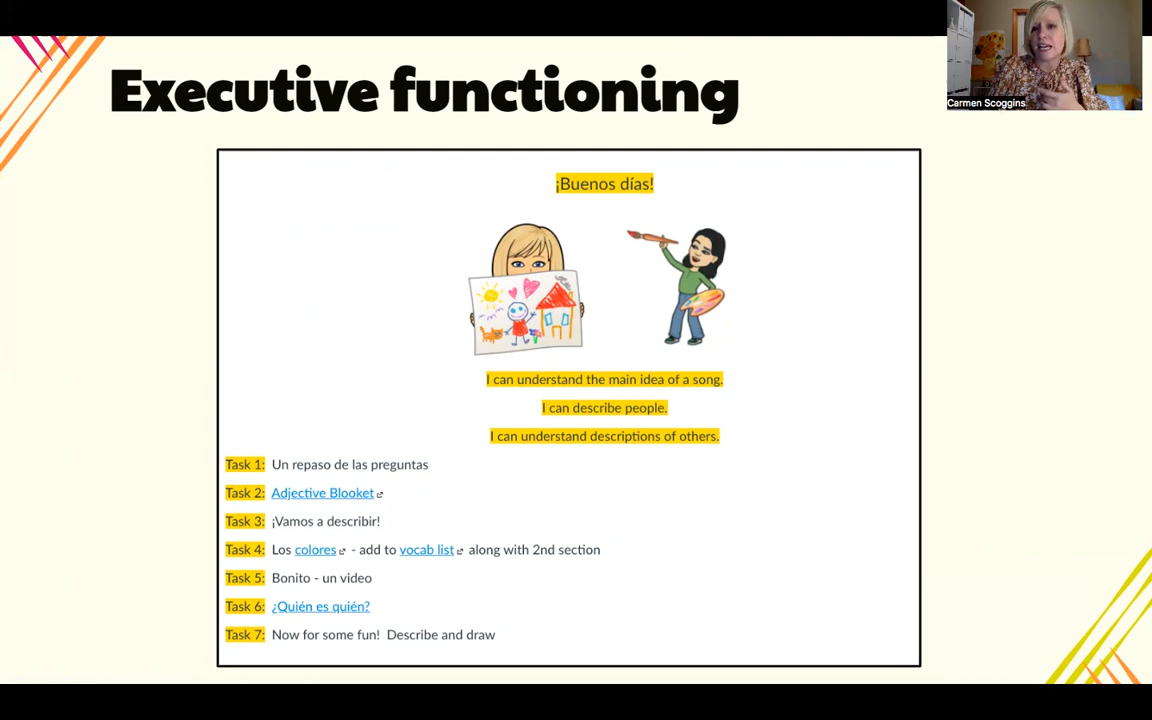 Executive functioning
Carmen Scoggins
¡Buenos días!
I can understand the main idea of a song.
I can describe people.
I can understand descriptions of others.
Task 1: Un repaso de las preguntas
Task 2: Adjective Blooket
Task 3: ¡Vamos a describir!
Task 4: Los colores - add to vocab list along with 2nd section
Task 5: Bonito - un video
Task 6: ¿Quién es quién?
Task 7: Now for some fun! Describe and draw